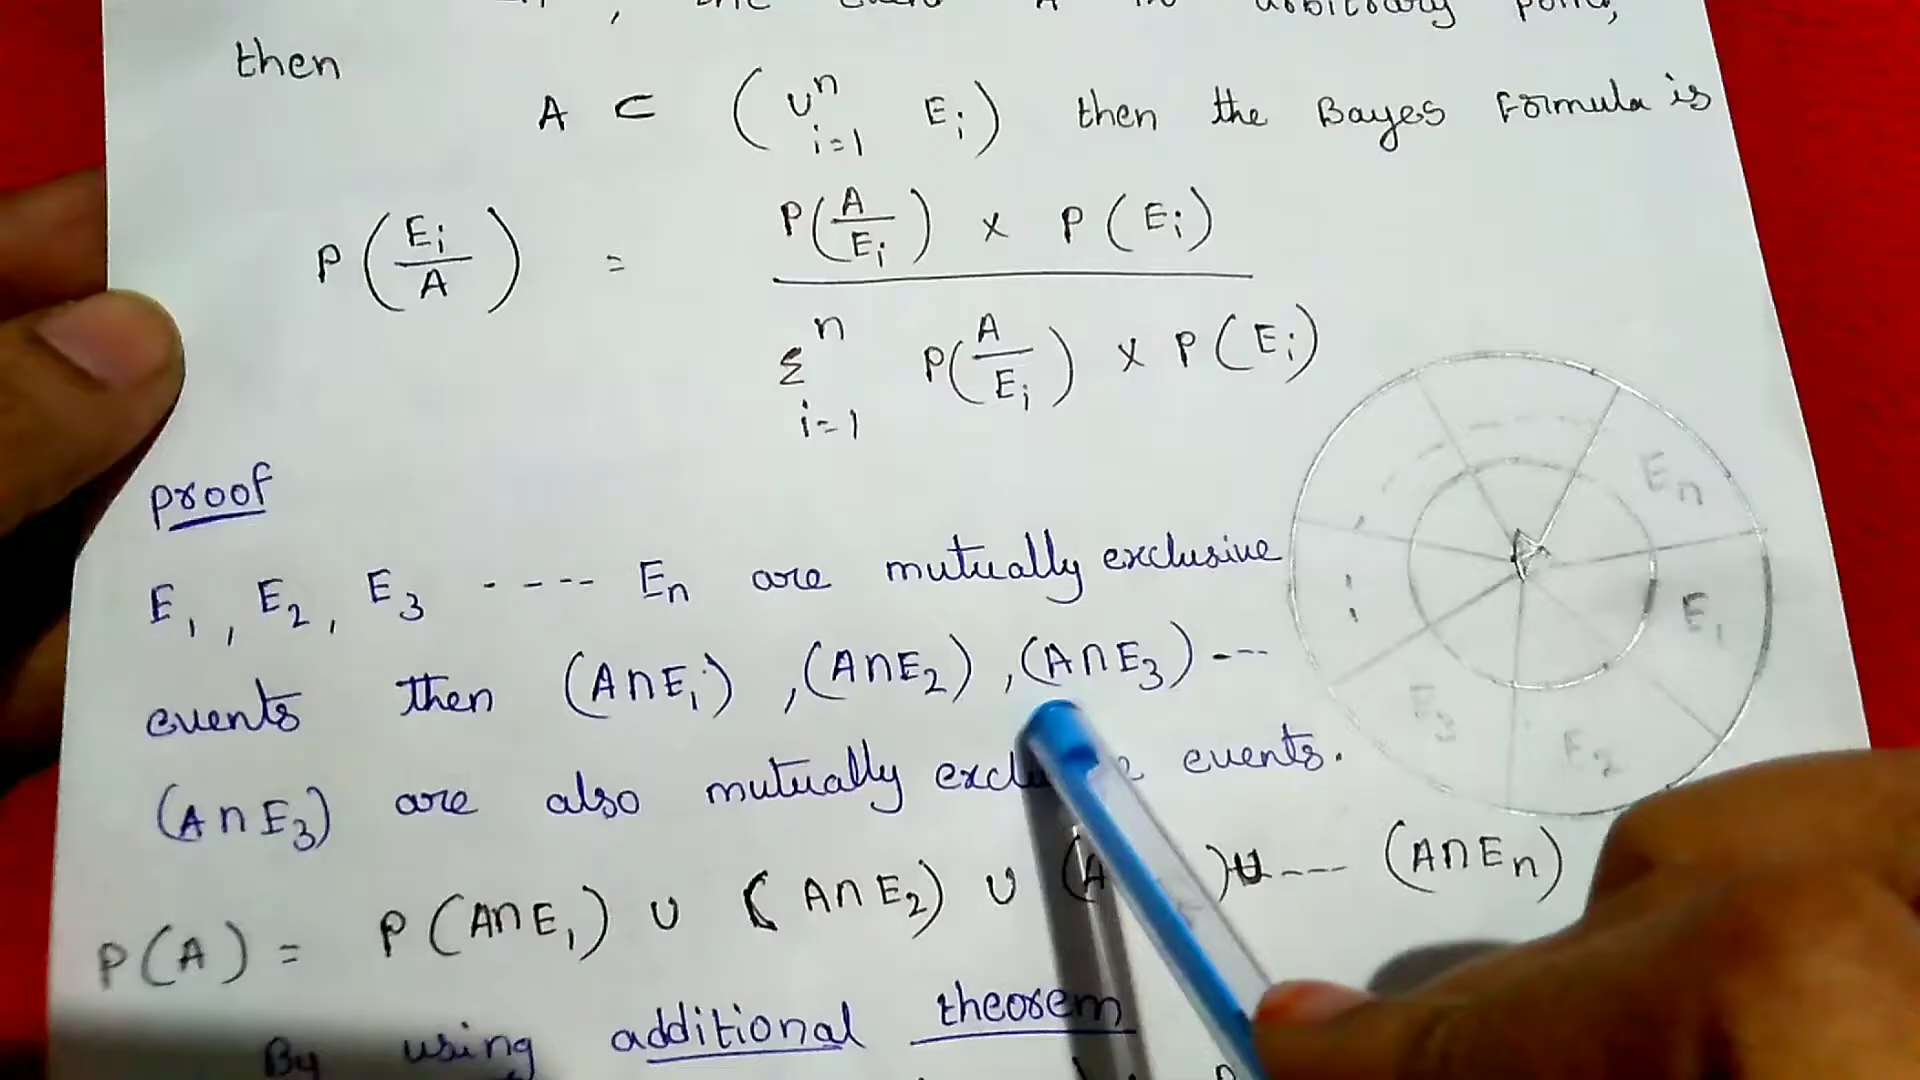 then
A ⊂ ( ∪ⁿᵢ₌₁ Eᵢ ) then the Bayes Formula is
P(Eᵢ/A) = P(A/Eᵢ) x P(Eᵢ)
Σⁿᵢ₌₁ P(A/Eᵢ) x P(Eᵢ)
proof
E₁, E₂, E₃ ---- Eₙ are mutually exclusive
events then (A∩E₁), (A∩E₂), (A∩E₃) ---
(A∩E₃) are also mutually events.
P(A) = P(A∩E₁) ∪ (A∩E₂) ∪ (A )∪---- (A∩Eₙ)
By using additional theorem
Eₙ
E₁
E₂
E₃